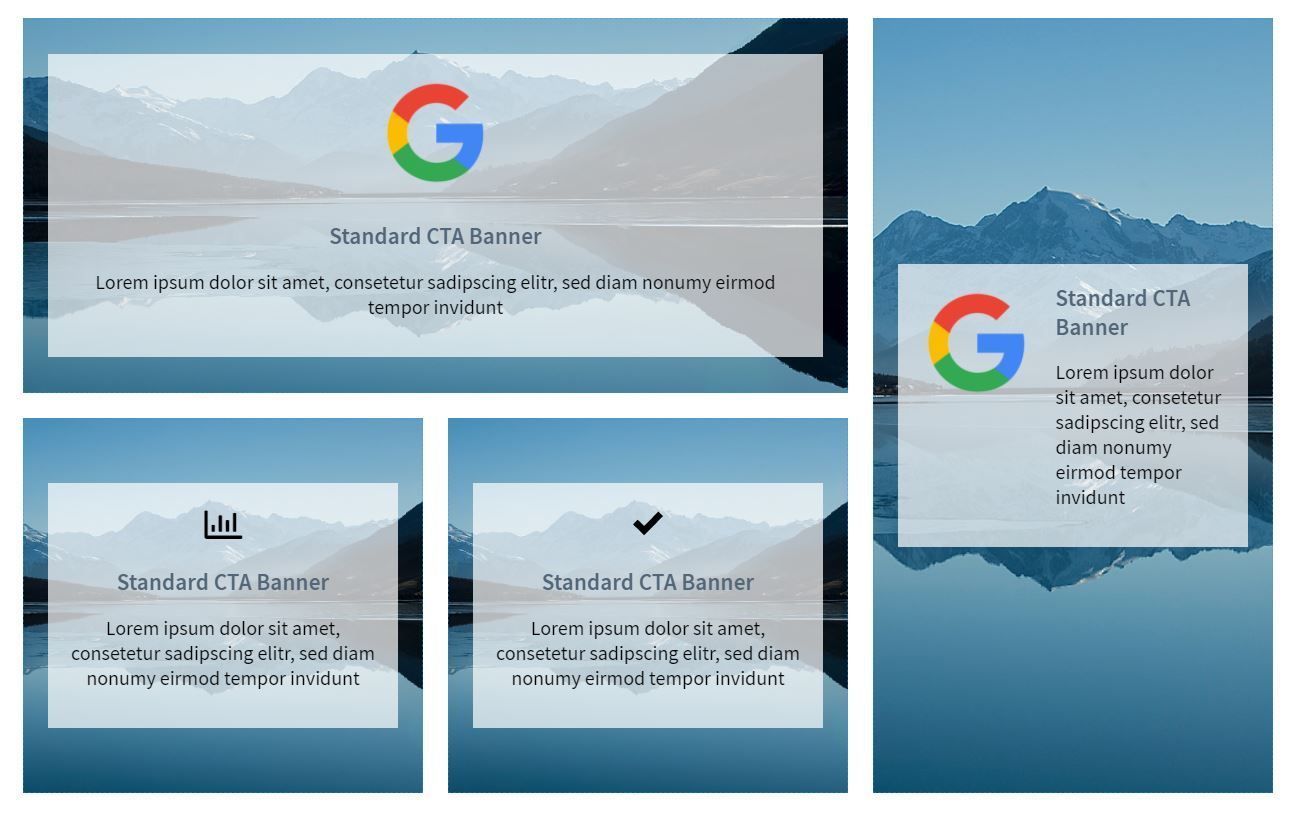 Standard CTA Banner
Lorem ipsum dolor sit amet, consetetur sadipscing elitr, sed diam nonumy eirmod
tempor invidunt
Standard CTA
Banner
Lorem ipsum dolor
sit amet, consetetur
sadipscing elitr, sed
diam nonumy
eirmod tempor
invidunt
Standard CTA Banner
Lorem ipsum dolor sit amet,
consetetur sadipscing elitr, sed diam
nonumy eirmod tempor invidunt
Standard CTA Banner
Lorem ipsum dolor sit amet,
consetetur sadipscing elitr, sed diam
nonumy eirmod tempor invidunt